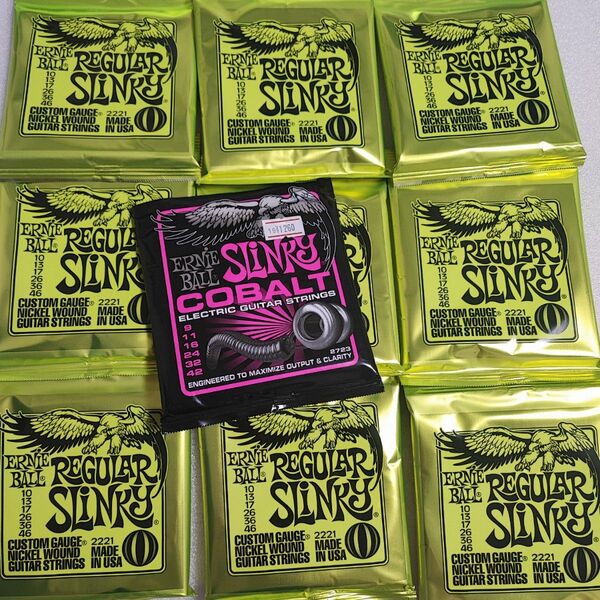 ERNIE BALL
REGULAR SLINKY
10
13
17
26
36
46
CUSTOM GAUGE® 2221
NICKEL WOUND MADE
GUITAR STRINGS IN USA
ERNIE BALL
REGULAR SLINKY
10
13
17
26
36
46
CUSTOM GAUGE® 2221
NICKEL WOUND MADE
GUITAR STRINGS IN USA
ERNIE BALL
REGULAR SLINKY
10
13
17
26
36
46
CUSTOM GAUGE® 2221
NICKEL WOUND MADE
GUITAR STRINGS IN USA
ERNIE BALL
REGULAR
SLINKY
10
13
17
26
36
46
CUSTOM GAUGE® 2221
NICKEL WOUND MADE
GUITAR STRINGS IN USA
1911260
ERNIE BALL
SLINKY
COBALT
ELECTRIC GUITAR STRINGS
9
11
16
24
32
42
2723
ENGINEERED TO MAXIMIZE OUTPUT & CLARITY
ERNIE BALL
REGULAR SLINKY
10
13
17
26
36
46
CUSTOM GAUGE® 2221
NICKEL WOUND MADE
GUITAR STRINGS IN USA
ERNIE BALL
REGULAR SLINKY
10
13
17
26
36
46
CUSTOM GAUGE® 2221
NICKEL WOUND MADE
GUITAR STRINGS IN USA
ERNIE BALL
REGULAR SLINKY
10
13
17
26
36
46
CUSTOM GAUGE® 2221
NICKEL WOUND MADE
GUITAR STRINGS IN USA
ERNIE BALL
REGULAR SLINKY
10
13
17
26
36
46
CUSTOM GAUGE® 2221
NICKEL WOUND MADE
GUITAR STRINGS IN USA